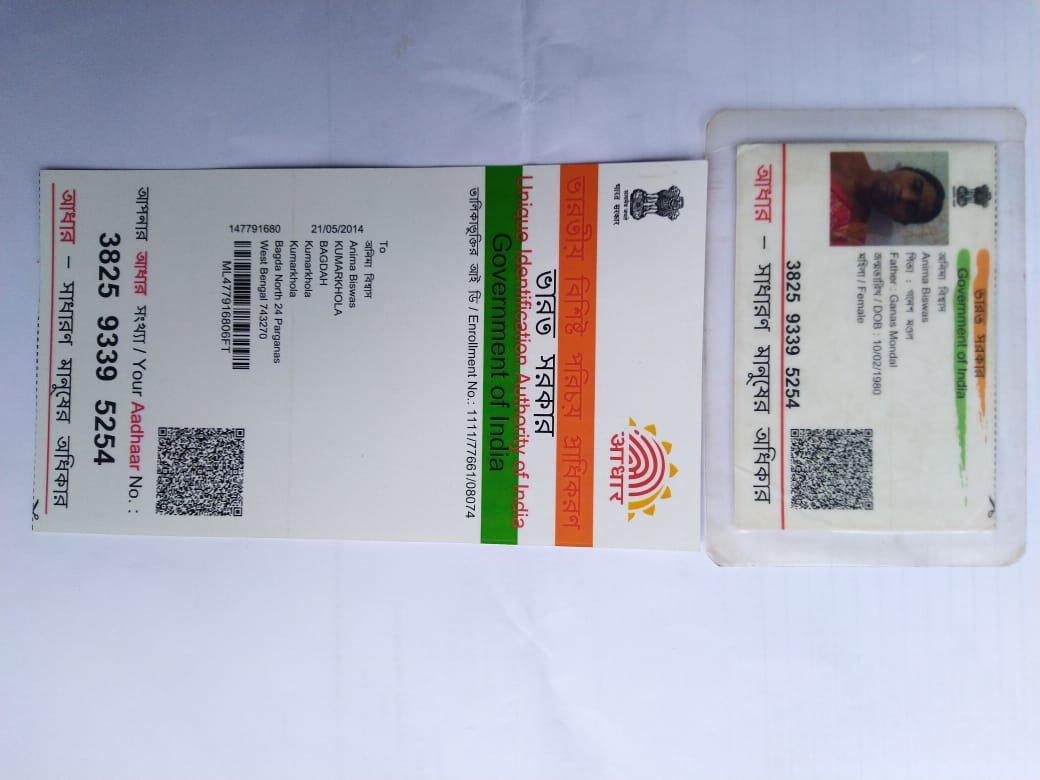 ভারত সরকার
Government of India
অনিমা বিশ্বাস
Anima Biswas
পিতা : গনেশ মণ্ডল
Father : Ganas Mondal
জন্মতারিখ / DOB : 10/02/1980
মহিলা / Female
3825 9339 5254
আধার – সাধারণ মানুষের অধিকার
ভারত সরকার
আধার
ভারতীয় বিশিষ্ট পরিচয় প্রাধিকরণ
ভারত সরকার
Unique Identification Authority of India
Government of India
তালিকাভুক্তির আই ডি / Enrollment No.: 1111/77661/08074
To
অনিমা বিশ্বাস
Anima Biswas
KUMARKHOLA
BAGDAH
Kumarkhola
Kumarkhola
Bagda North 24 Parganas
West Bengal 743270
21/05/2014
147791680
ML477916806FT
আপনার আধার সংখ্যা / Your Aadhaar No. :
3825 9339 5254
আধার – সাধারণ মানুষের অধিকার